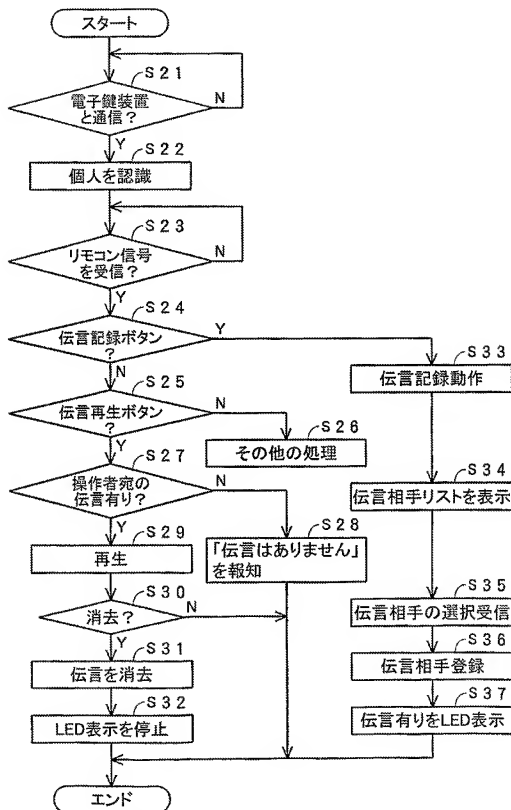 スタート
S21
電子鍵装置
と通信?
N
Y
S22
個人を認識
S23
リモコン信号
を受信?
N
Y
S24
伝言記録ボタン
?
Y
N
S25
伝言再生ボタン
?
N
Y
S26
その他の処理
S27
操作者宛の
伝言有り?
N
Y
S28
「伝言はありません」
を報知
S29
再生
S30
消去?
N
Y
S31
伝言を消去
S32
LED表示を停止
S33
伝言記録動作
S34
伝言相手リストを表示
S35
伝言相手の選択受信
S36
伝言相手登録
S37
伝言有りをLED表示
エンド